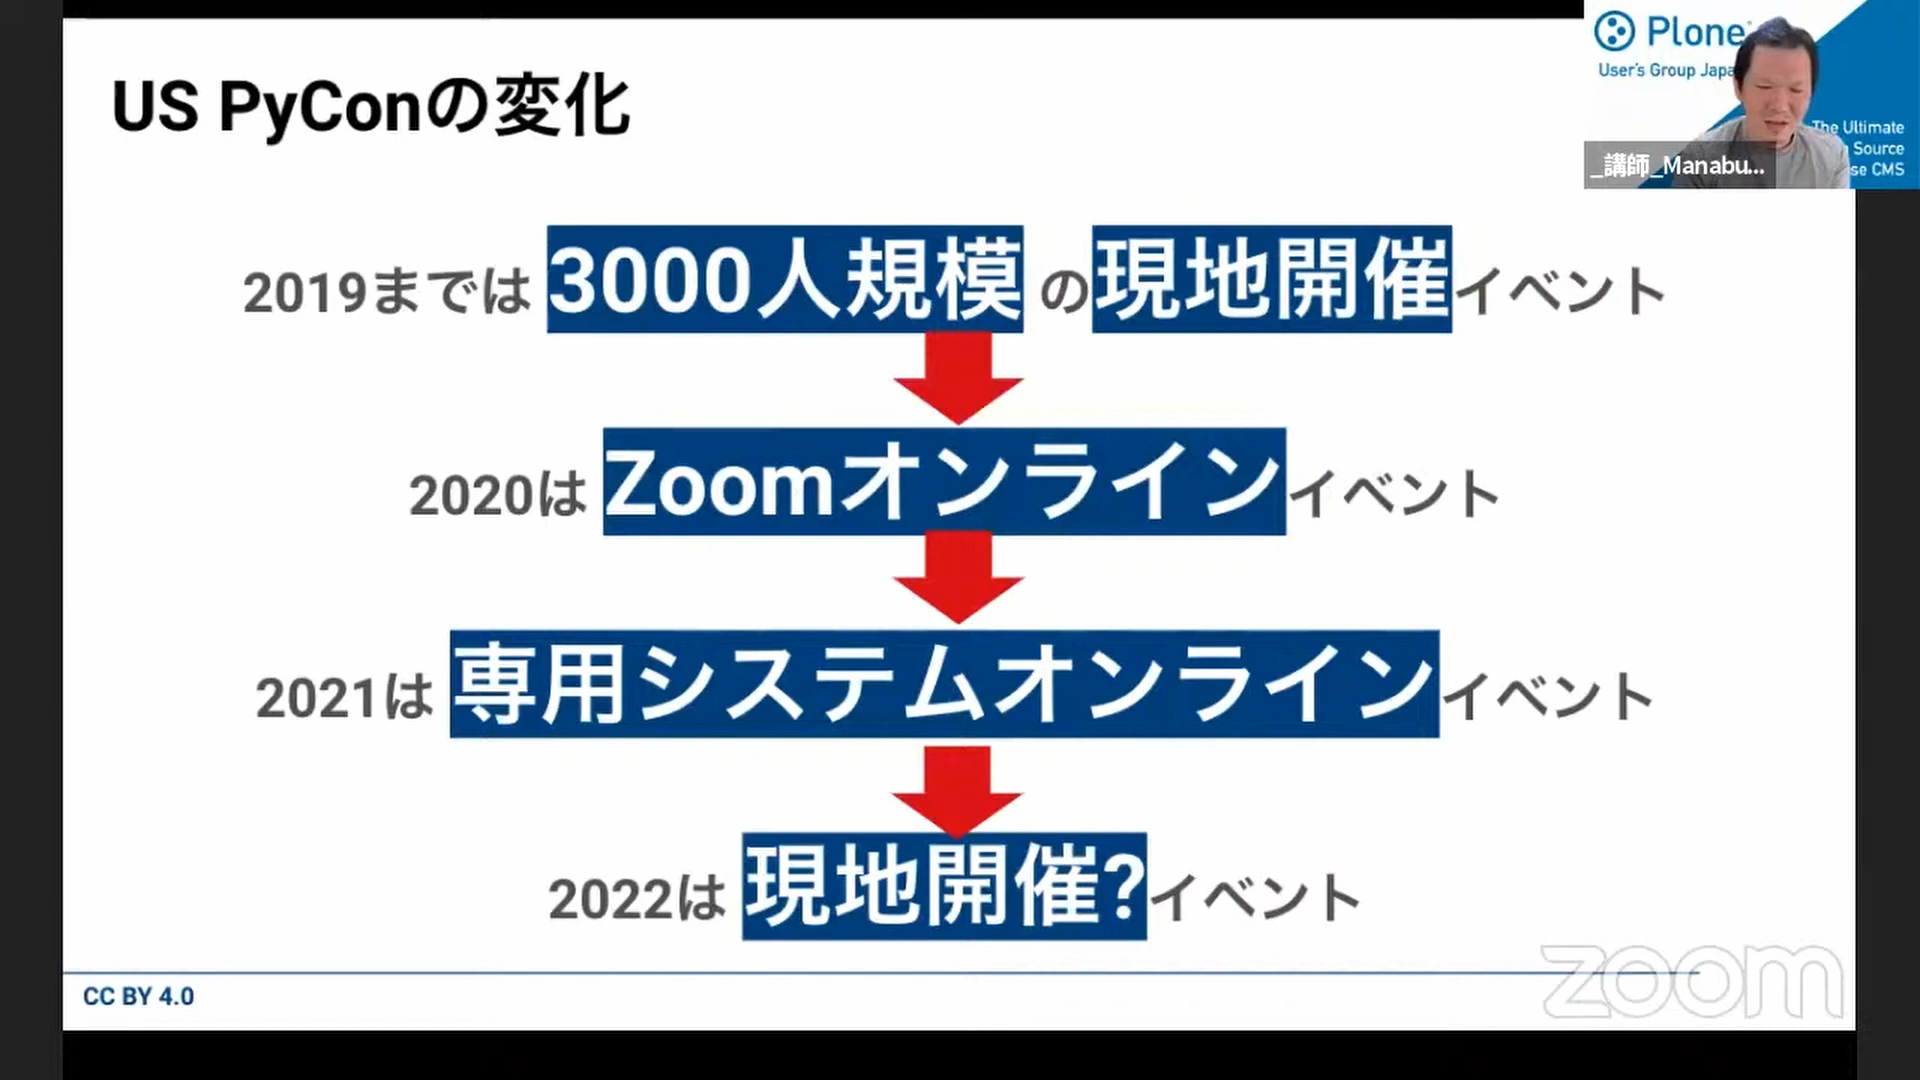 US PyConの変化
Plone
User's Group Japa
The Ultimate
Source
se CMS
_講師_Manabu...
2019までは 3000人規模 の現地開催イベント
2020は Zoomオンラインイベント
2021は 専用システムオンラインイベント
2022は 現地開催?イベント
CC BY 4.0
zoom